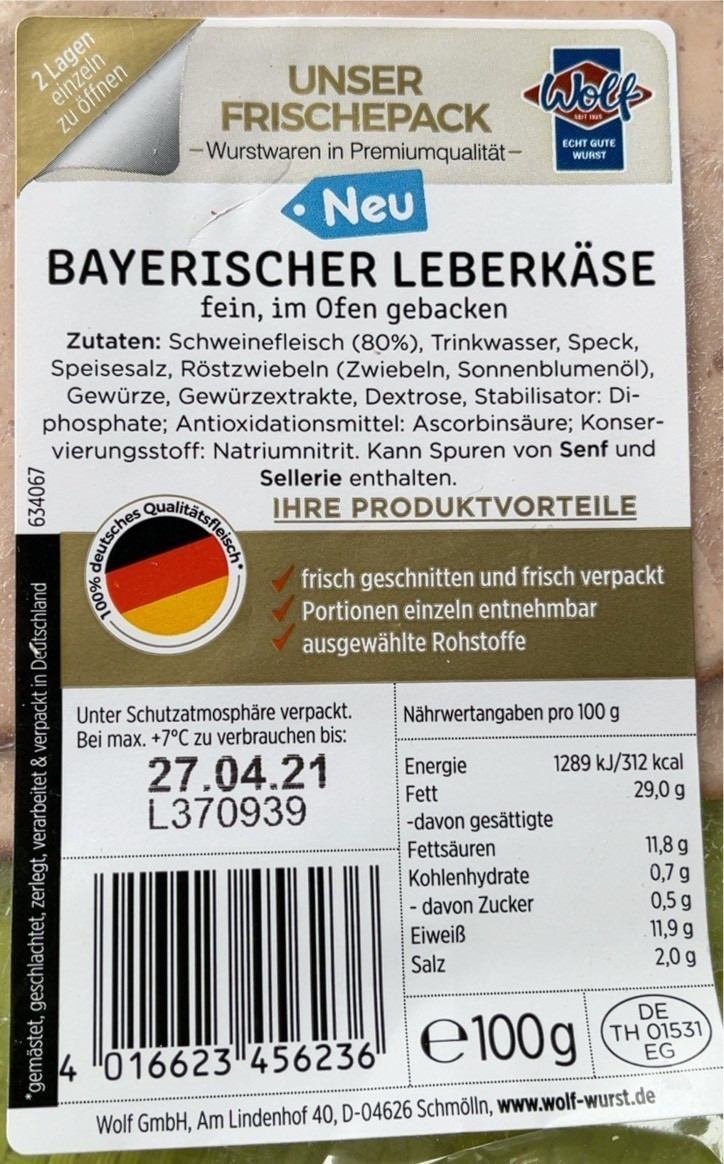 2 Lagen
einzeln
zu öffnen
UNSER
FRISCHEPACK
– Wurstwaren in Premiumqualität –
Wolf
SEIT 1925
ECHT GUTE
WURST
Neu
BAYERISCHER LEBERKÄSE
fein, im Ofen gebacken
Zutaten: Schweinefleisch (80%), Trinkwasser, Speck,
Speisesalz, Röstzwiebeln (Zwiebeln, Sonnenblumenöl),
Gewürze, Gewürzextrakte, Dextrose, Stabilisator: Di-
phosphate; Antioxidationsmittel: Ascorbinsäure; Konser-
vierungsstoff: Natriumnitrit. Kann Spuren von Senf und
Sellerie enthalten.
634067
IHRE PRODUKTVORTEILE
100% deutsches Qualitätsfleisch*
frisch geschnitten und frisch verpackt
Portionen einzeln entnehmbar
ausgewählte Rohstoffe
*gemästet, geschlachtet, zerlegt, verarbeitet & verpackt in Deutschland
Unter Schutzatmosphäre verpackt.
Bei max. +7°C zu verbrauchen bis:
27.04.21
L370939
Nährwertangaben pro 100 g
Energie 1289 kJ/312 kcal
Fett 29,0 g
-davon gesättigte
Fettsäuren 11,8 g
Kohlenhydrate 0,7 g
- davon Zucker 0,5 g
Eiweiß 11,9 g
Salz 2,0 g
4 016623 456236
e100g
DE
TH 01531
EG
Wolf GmbH, Am Lindenhof 40, D-04626 Schmölln, www.wolf-wurst.de